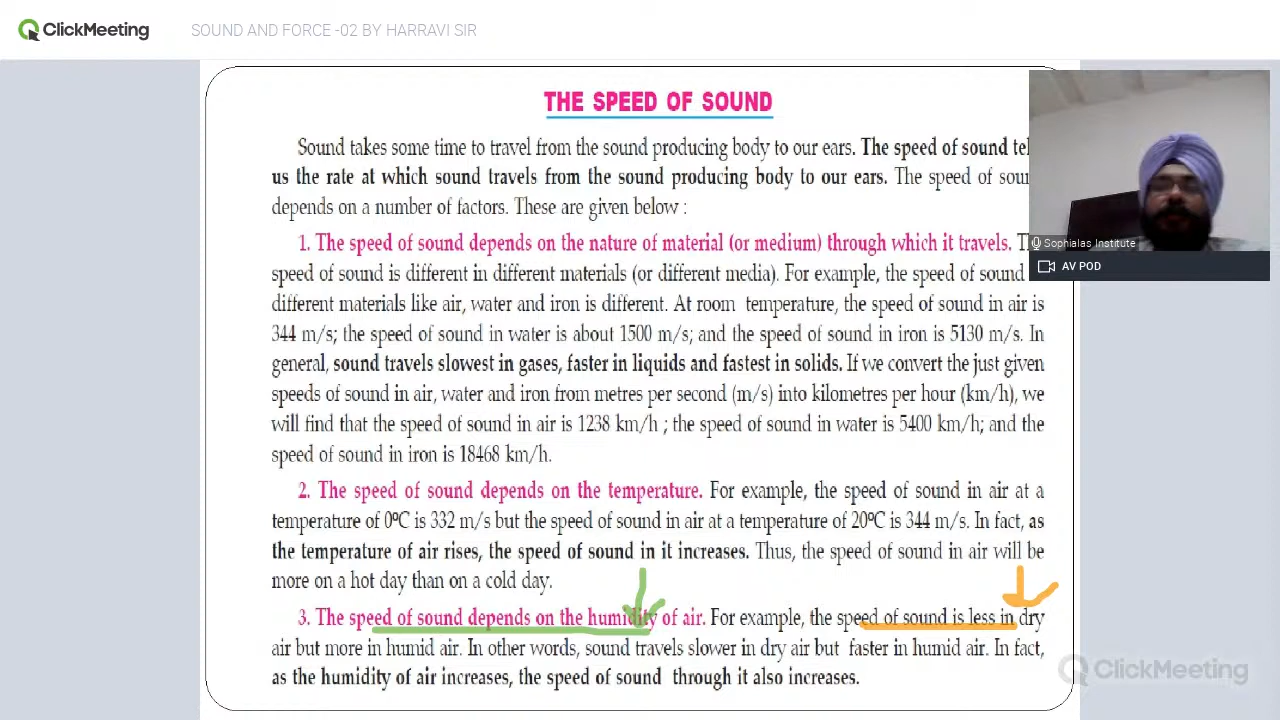 ClickMeeting
SOUND AND FORCE -02 BY HARRAVI SIR
THE SPEED OF SOUND
Sound takes some time to travel from the sound producing body to our ears. The speed of sound
us the rate at which sound travels from the sound producing body to our ears. The speed of
depends on a number of factors. These are given below :
1. The speed of sound depends on the nature of material (or medium) through which it travels.
speed of sound is different in different materials (or different media). For example, the speed of sound
different materials like air, water and iron is different. At room temperature, the speed of sound in air is
344 m/s; the speed of sound in water is about 1500 m/s; and the speed of sound in iron is 5130 m/s. In
general, sound travels slowest in gases, faster in liquids and fastest in solids. If we convert the just given
speeds of sound in air, water and iron from metres per second (m/s) into kilometres per hour (km/h), we
will find that the speed of sound in air is 1238 km/h ; the speed of sound in water is 5400 km/h; and the
speed of sound in iron is 18468 km/h.
2. The speed of sound depends on the temperature. For example, the speed of sound in air at a
temperature of 0ºC is 332 m/s but the speed of sound in air at a temperature of 20ºC is 344 m/s. In fact, as
the temperature of air rises, the speed of sound in it increases. Thus, the speed of sound in air will be
more on a hot day than on a cold day.
3. The speed of sound depends on the humidity of air. For example, the speed of sound is less in dry
air but more in humid air. In other words, sound travels slower in dry air but faster in humid air. In fact,
as the humidity of air increases, the speed of sound through it also increases.
Sophialas Institute
AV POD
ClickMeeting